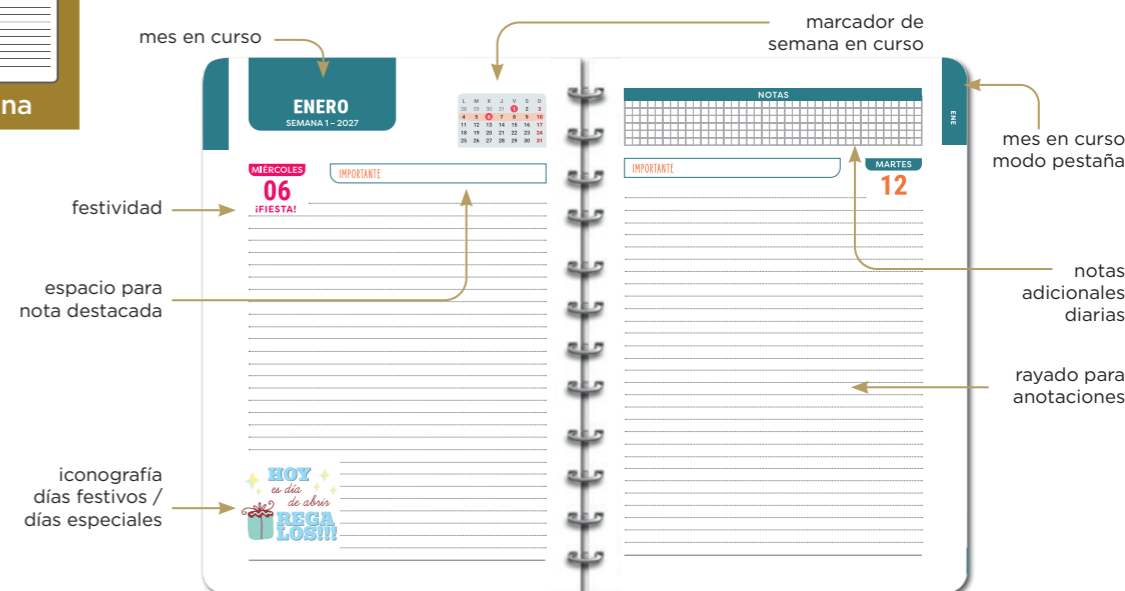 na
mes en curso
marcador de
semana en curso
ENERO
SEMANA 1 – 2027
L M X J V S D
28 29 30 31 1 2 3
4 5 6 7 8 9 10
11 12 13 14 15 16 17
18 19 20 21 22 23 24
25 26 27 28 29 30 31
NOTAS
ENE
mes en curso
modo pestaña
MIÉRCOLES
06
¡FIESTA!
IMPORTANTE
IMPORTANTE
MARTES
12
festividad
espacio para
nota destacada
notas
adicionales
diarias
rayado para
anotaciones
iconografía
días festivos /
días especiales
HOY
es día
de abrir
REGA
LOS!!!